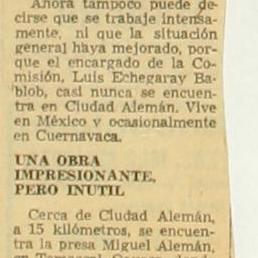 Ahora tampoco puede de-
cirse que se trabaje intensa-
mente, ni que la situación
general haya mejorado, por-
que el encargado de la Co-
misión, Luis Echegaray Ba-
blob, casi nunca se encuen-
tra en Ciudad Alemán. Vive
en México y ocasionalmente
en Cuernavaca.
UNA OBRA
IMPRESIONANTE,
PERO INUTIL
Cerca de Ciudad Alemán,
a 15 kilómetros, se encuen-
tra la presa Miguel Alemán,